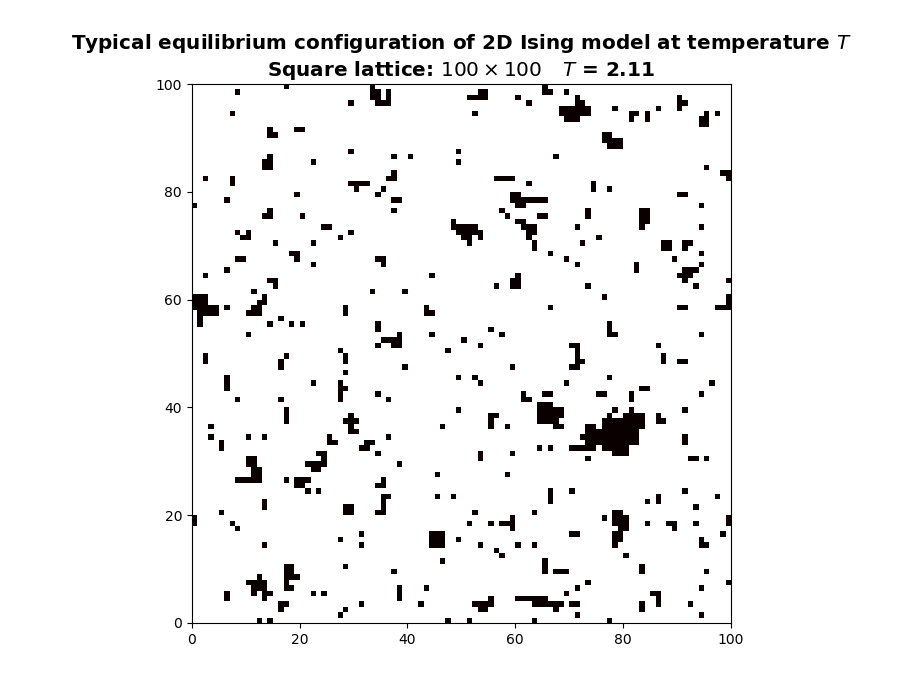 Typical equilibrium configuration of 2D Ising model at temperature T
Square lattice: 100 × 100 T = 2.11
100
80
60
40
20
0
0 20 40 60 80 100